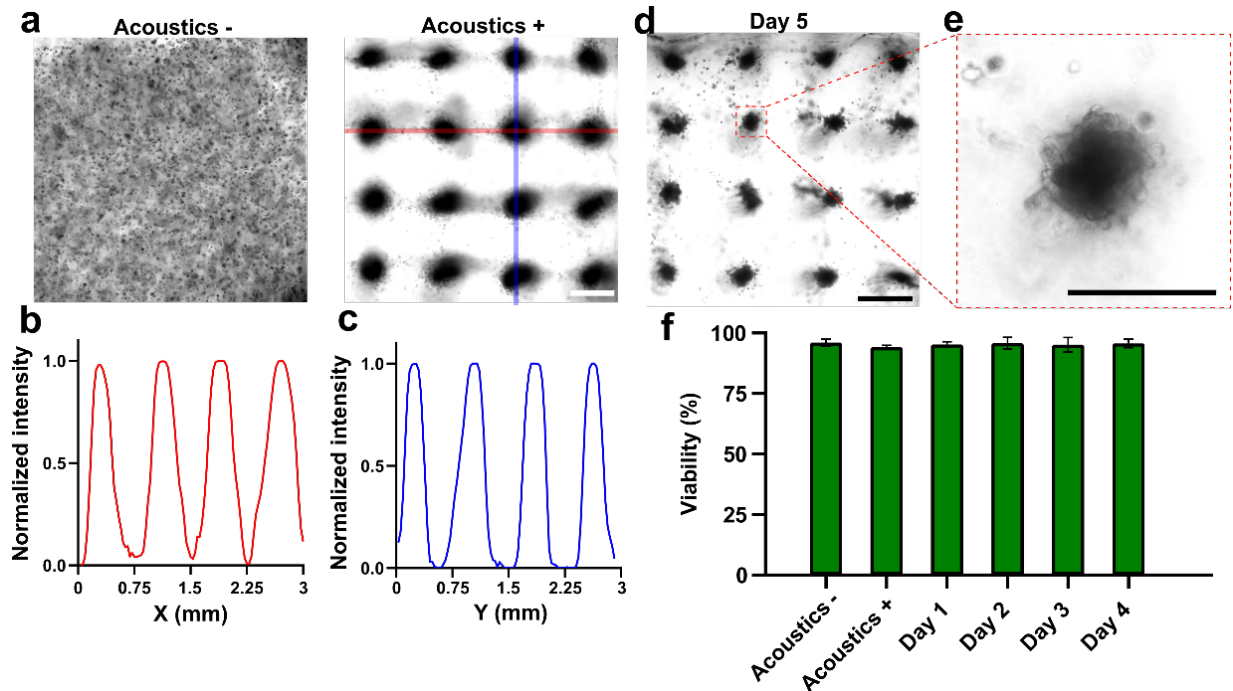 a
Acoustics -
Acoustics +
d
Day 5
e
b
Normalized intensity
1.0
0.5
0.0
0 0.75 1.5 2.25 3
X (mm)
c
Normalized intensity
1.0
0.5
0.0
0 0.75 1.5 2.25 3
Y (mm)
f
Viability (%)
100
75
50
25
0
Acoustics -
Acoustics +
Day 1
Day 2
Day 3
Day 4